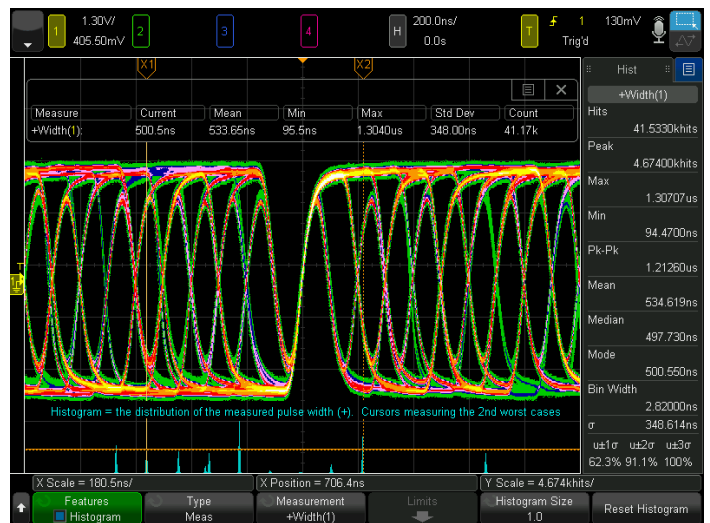 1 1.30V/ 2 3 4 H 200.0ns/ T 1 130mV
405.50mV 0.0s Trig'd
X1 X2
Hist
+Width(1)
Measure Current Mean Min Max Std Dev Count
+Width(1): 500.5ns 533.65ns 95.5ns 1.3040us 348.00ns 41.17k
Hits
41.5330khits
Peak
4.67400khits
Max
1.30707us
Min
94.4700ns
Pk-Pk
1.21260us
Mean
534.619ns
Median
497.730ns
Mode
500.550ns
Bin Width
2.82000ns
σ
348.614ns
u±1σ u±2σ u±3σ
62.3% 91.1% 100%
T
Histogram = the distribution of the measured pulse width (+). Cursors measuring the 2nd worst cases
X Scale = 180.5ns/ X Position = 706.4ns Y Scale = 4.674khits/
Features Type Measurement Limits Histogram Size Reset Histogram
Histogram Meas +Width(1) 1.0